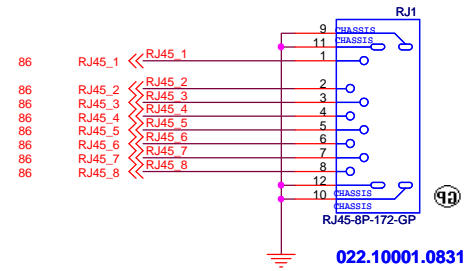 RJ1
9 CHASSIS
11 CHASSIS
86 RJ45_1 RJ45_1 1
86 RJ45_2 RJ45_2 2
86 RJ45_3 RJ45_3 3
86 RJ45_4 RJ45_4 4
86 RJ45_5 RJ45_5 5
86 RJ45_6 RJ45_6 6
86 RJ45_7 RJ45_7 7
86 RJ45_8 RJ45_8 8
12 CHASSIS
10 CHASSIS
RJ45-8P-172-GP
022.10001.0831